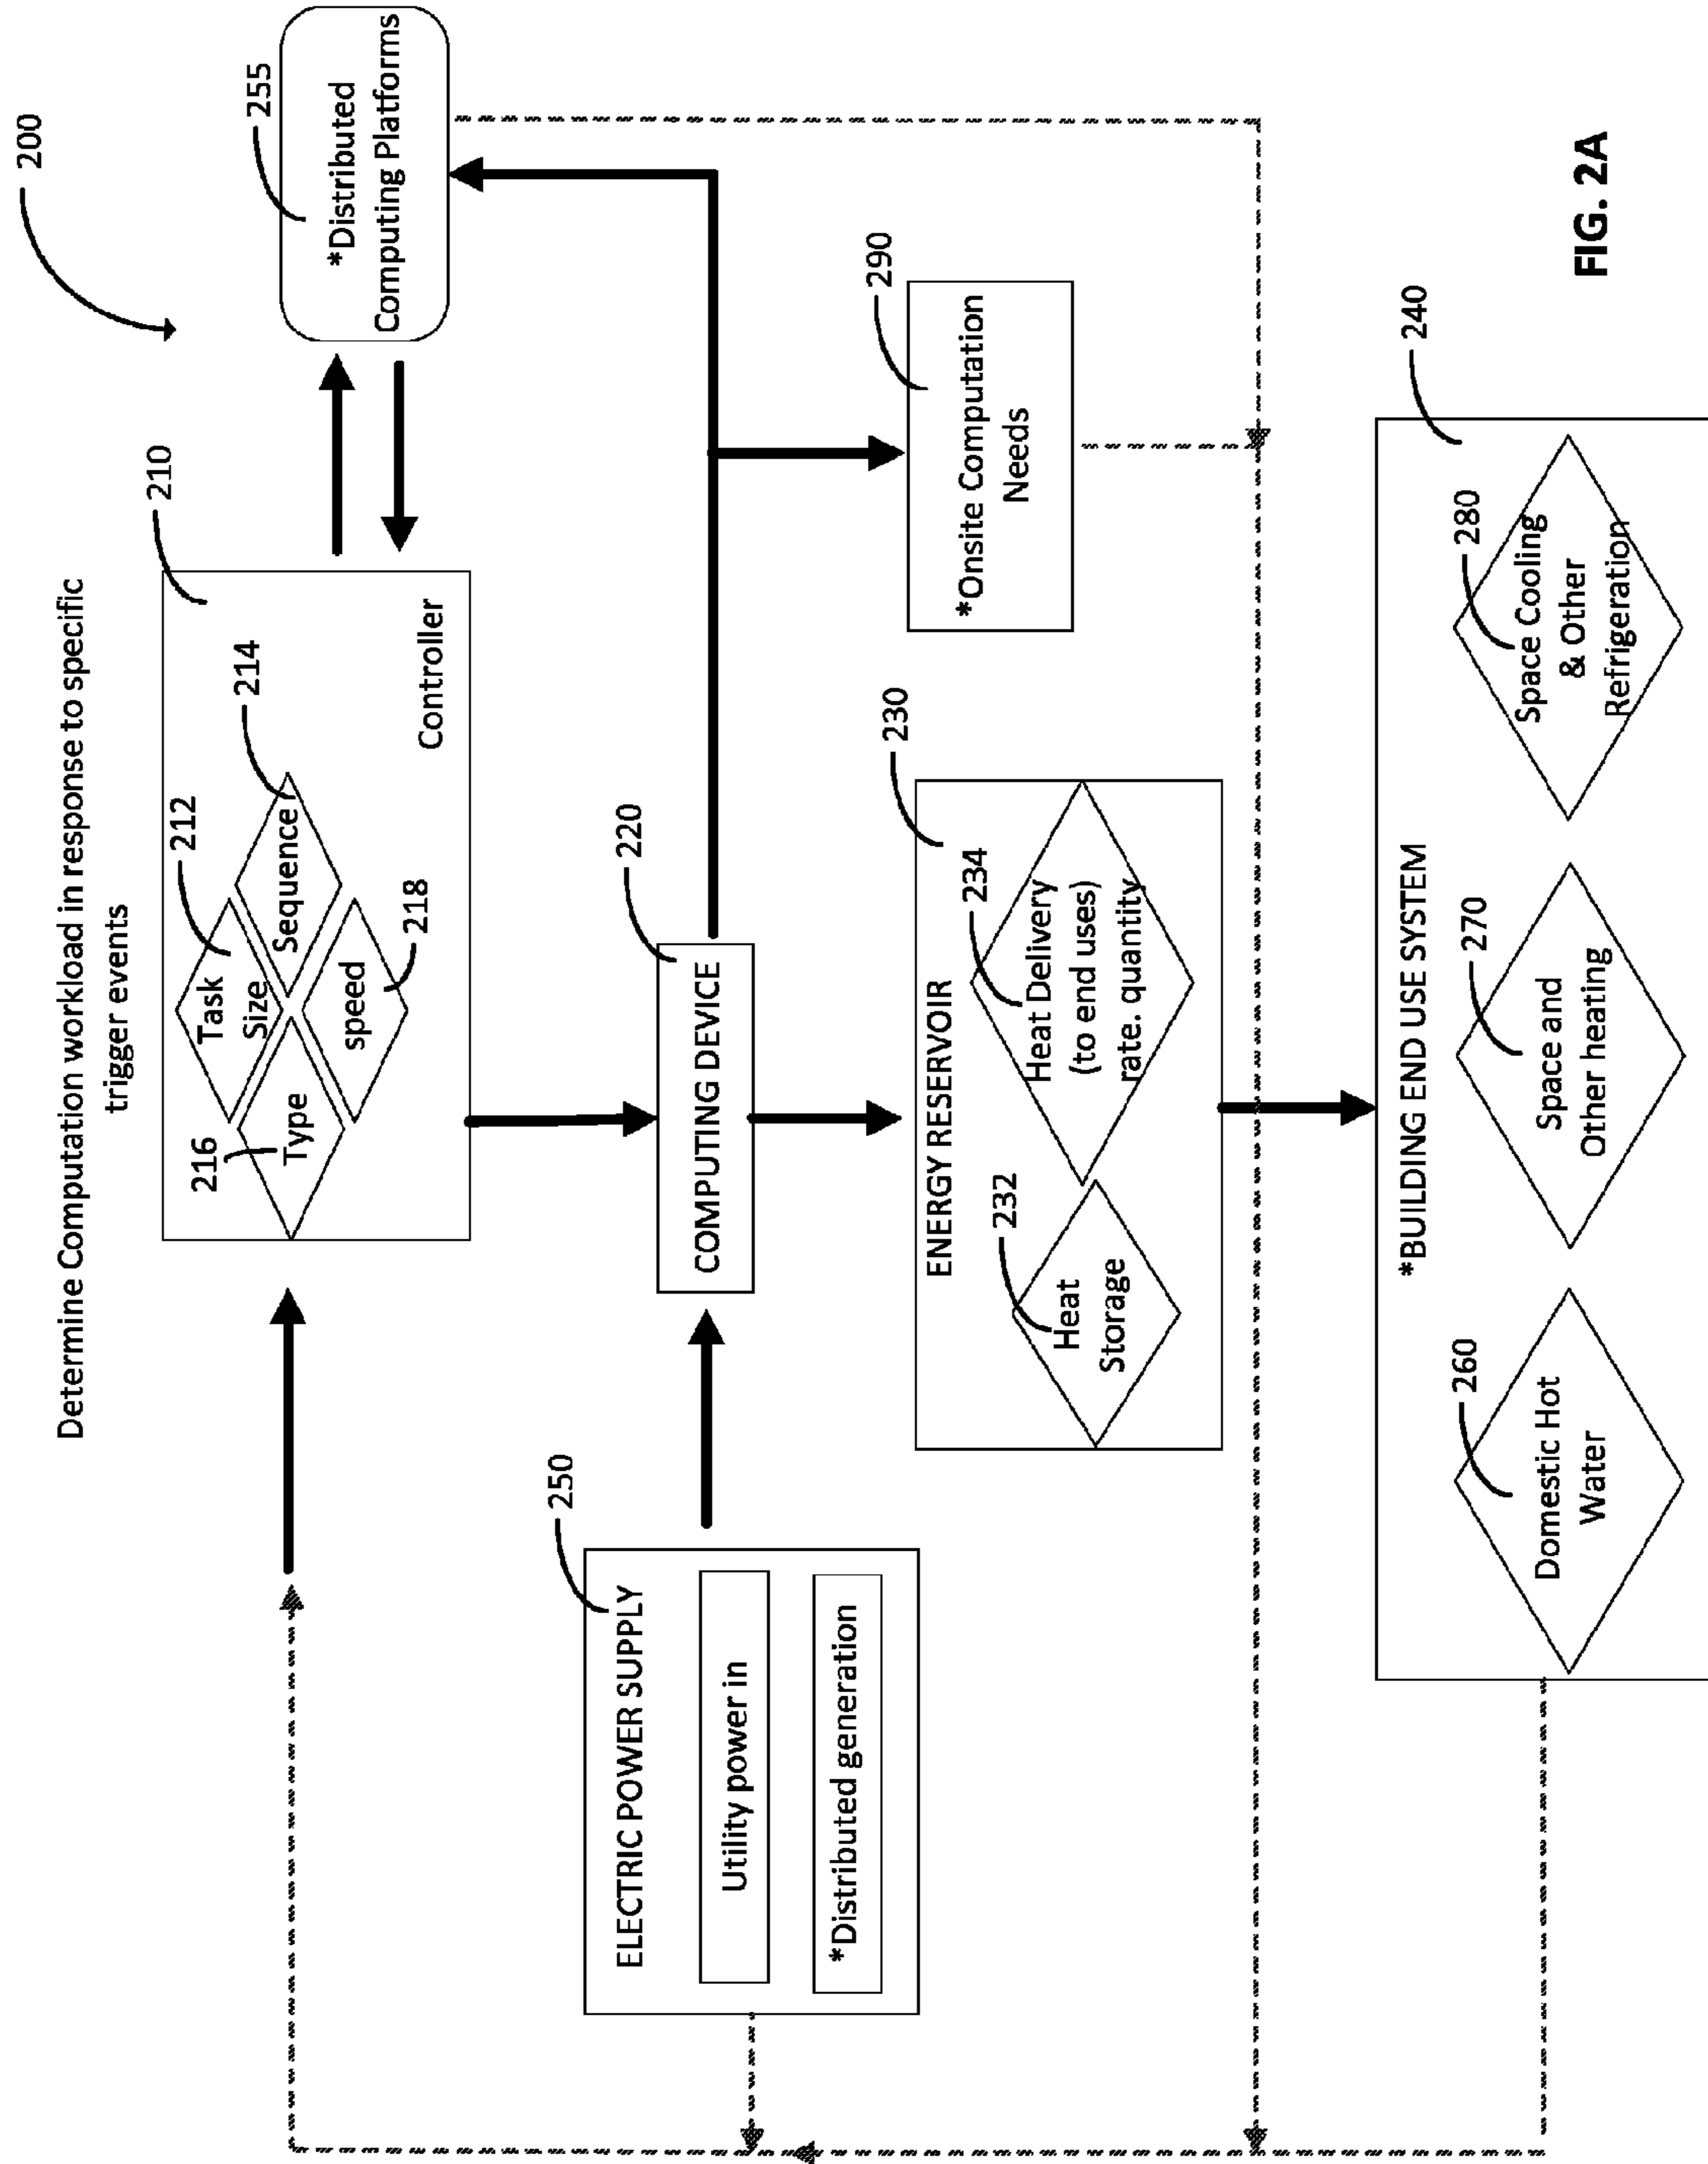 200
Determine Computation workload in response to specific
trigger events
210
212
214
216
218
Task
Size
Sequence
Type
speed
Controller
255
*Distributed
Computing Platforms
250
ELECTRIC POWER SUPPLY
Utility power in
*Distributed generation
220
COMPUTING DEVICE
290
*Onsite Computation
Needs
230
ENERGY RESERVOIR
232
Heat
Storage
234
Heat Delivery
(to end uses)
rate. quantity
240
*BUILDING END USE SYSTEM
260
Domestic Hot
Water
270
Space and
Other heating
280
Space Cooling
& Other
Refrigeration
FIG. 2A